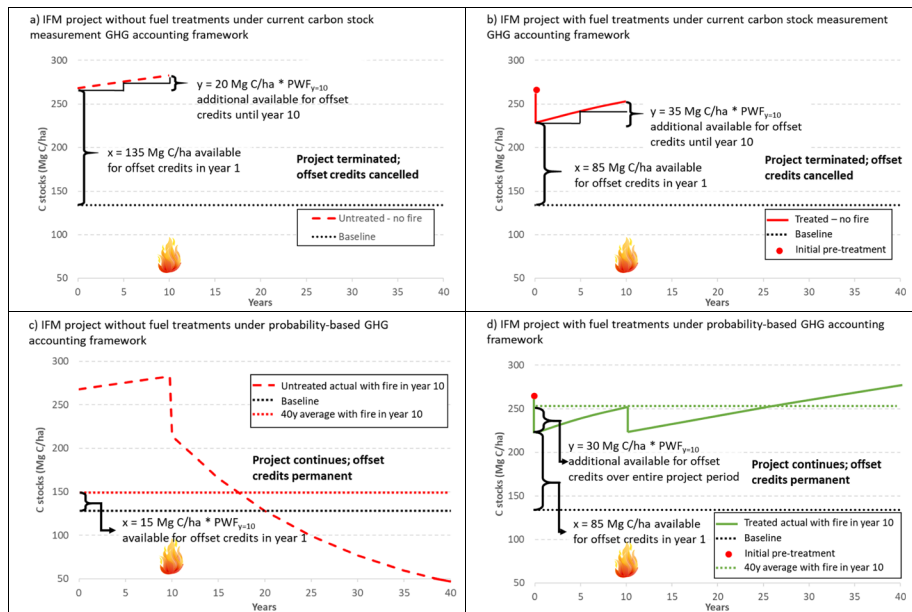 a) IFM project without fuel treatments under current carbon stock
measurement GHG accounting framework
300
250
200
150
100
50
C stocks (Mg C/ha)
y = 20 Mg C/ha * PWFy=10
additional available for offset
credits until year 10
x = 135 Mg C/ha available
for offset credits in year 1
Project terminated;
offset credits cancelled
Untreated - no fire
Baseline
0 5 10 15 20 25 30 35 40
Years
b) IFM project with fuel treatments under current carbon stock measurement
GHG accounting framework
300
250
200
150
100
50
C stocks (Mg C/ha)
y = 35 Mg C/ha * PWFy=10
additional available for offset
credits until year 10
x = 85 Mg C/ha available
for offset credits in year 1
Project terminated; offset
credits cancelled
Treated – no fire
Baseline
Initial pre-treatment
0 5 10 15 20 25 30 35 40
Years
c) IFM project without fuel treatments under probability-based GHG
accounting framework
300
250
200
150
100
50
C stocks (Mg C/ha)
Untreated actual with fire in year 10
Baseline
40y average with fire in year 10
Project continues; offset
credits permanent
x = 15 Mg C/ha * PWFy=10
available for offset credits in year 1
0 5 10 15 20 25 30 35 40
Years
d) IFM project with fuel treatments under probability-based GHG accounting
framework
300
250
200
150
100
50
C stocks (Mg C/ha)
y = 30 Mg C/ha * PWFy=10
additional available for offset
credits over entire project period
Project continues; offset
credits permanent
x = 85 Mg C/ha available
for offset credits in year 1
Treated actual with fire in year 10
Baseline
Initial pre-treatment
40y average with fire in year 10
0 5 10 15 20 25 30 35 40
Years